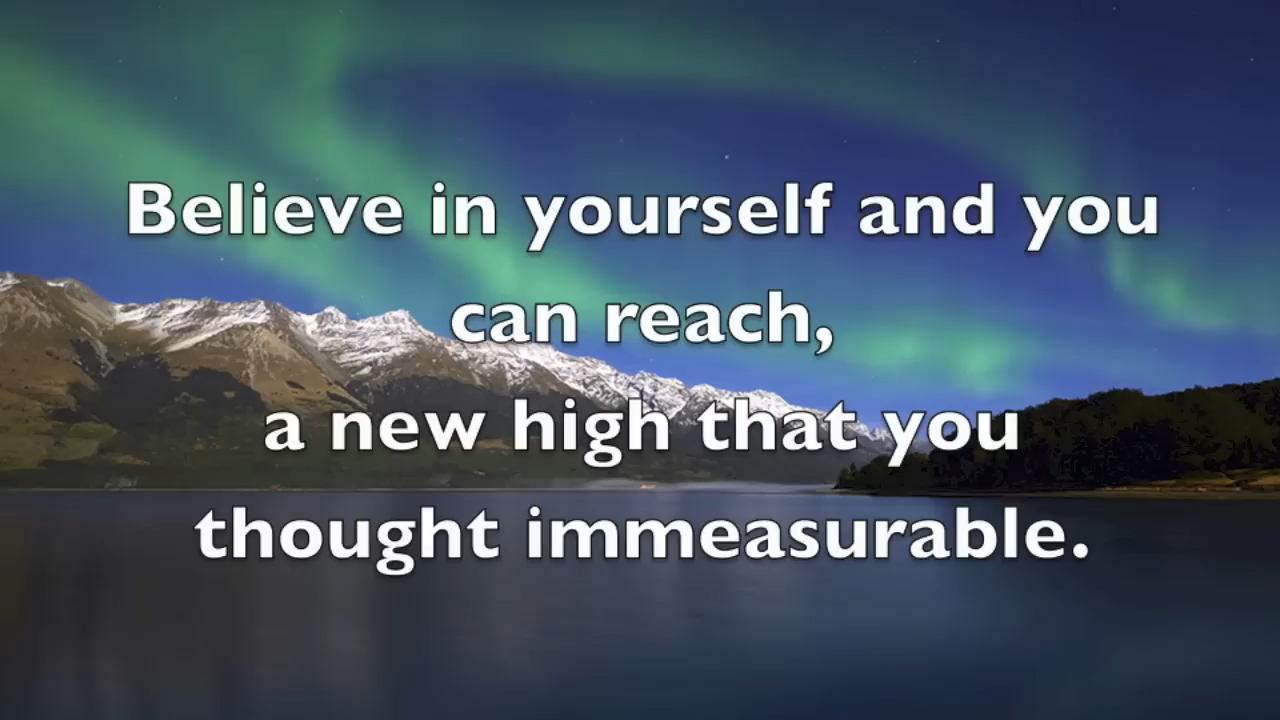 Believe in yourself and you
can reach,
a new high that you
thought immeasurable.